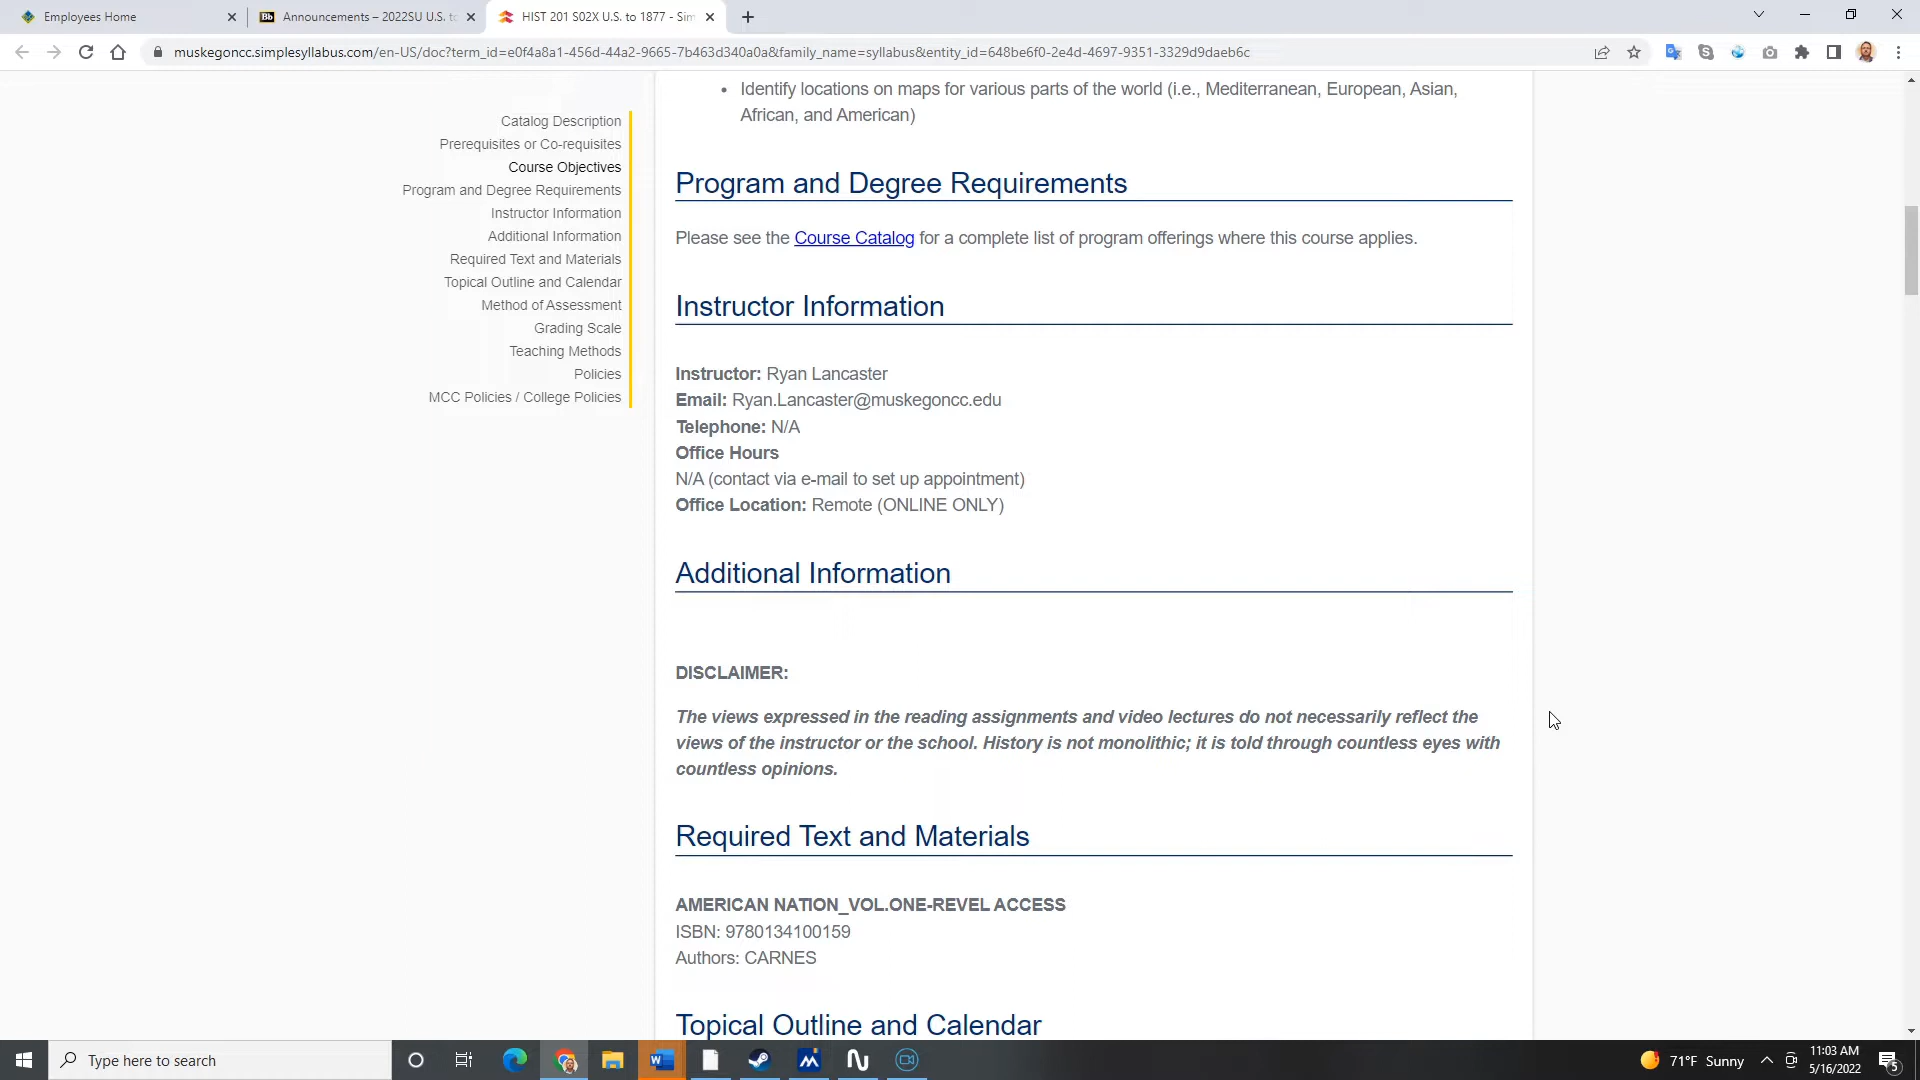 Employees Home
Bb
Announcements – 2022SU U.S. to
HIST 201 S02X U.S. to 1877 - Sim
muskegoncc.simplesyllabus.com/en-US/doc?term_id=e0f4a8a1-456d-44a2-9665-7b463d340a0a&family_name=syllabus&entity_id=648be6f0-2e4d-4697-9351-3329d9daeb6c
Catalog Description
Prerequisites or Co-requisites
Course Objectives
Program and Degree Requirements
Instructor Information
Additional Information
Required Text and Materials
Topical Outline and Calendar
Method of Assessment
Grading Scale
Teaching Methods
Policies
MCC Policies / College Policies
• Identify locations on maps for various parts of the world (i.e., Mediterranean, European, Asian,
African, and American)
Program and Degree Requirements
Please see the Course Catalog for a complete list of program offerings where this course applies.
Instructor Information
Instructor: Ryan Lancaster
Email: Ryan.Lancaster@muskegoncc.edu
Telephone: N/A
Office Hours
N/A (contact via e-mail to set up appointment)
Office Location: Remote (ONLINE ONLY)
Additional Information
DISCLAIMER:
The views expressed in the reading assignments and video lectures do not necessarily reflect the
views of the instructor or the school. History is not monolithic; it is told through countless eyes with
countless opinions.
Required Text and Materials
AMERICAN NATION_VOL.ONE-REVEL ACCESS
ISBN: 9780134100159
Authors: CARNES
Topical Outline and Calendar
Type here to search
71°F Sunny
11:03 AM
5/16/2022
5